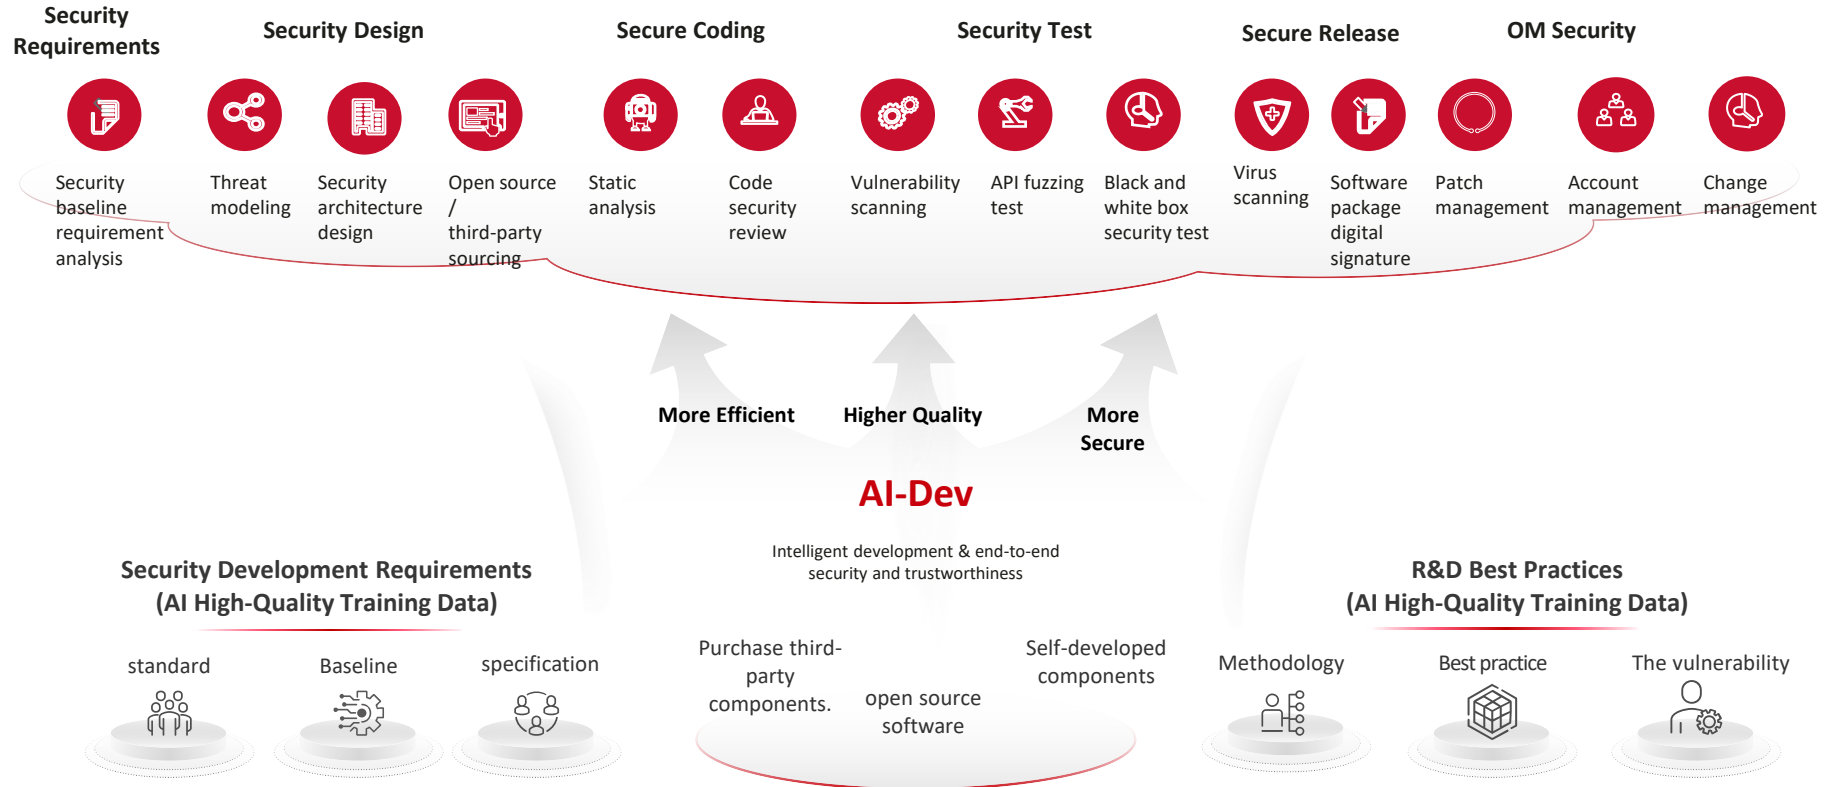 Security
Requirements
Security Design
Secure Coding
Security Test
Secure Release
OM Security
Security
baseline
requirement
analysis
Threat
modeling
Security
architecture
design
Open source
/
third-party
sourcing
Static
analysis
Code
security
review
Vulnerability
scanning
API fuzzing
test
Black and
white box
security test
Virus
scanning
Software
package
digital
signature
Patch
management
Account
management
Change
management
More Efficient
Higher Quality
More
Secure
AI-Dev
Intelligent development & end-to-end
security and trustworthiness
Security Development Requirements
(AI High-Quality Training Data)
standard
Baseline
specification
Purchase third-
party
components.
open source
software
Self-developed
components
R&D Best Practices
(AI High-Quality Training Data)
Methodology
Best practice
The vulnerability